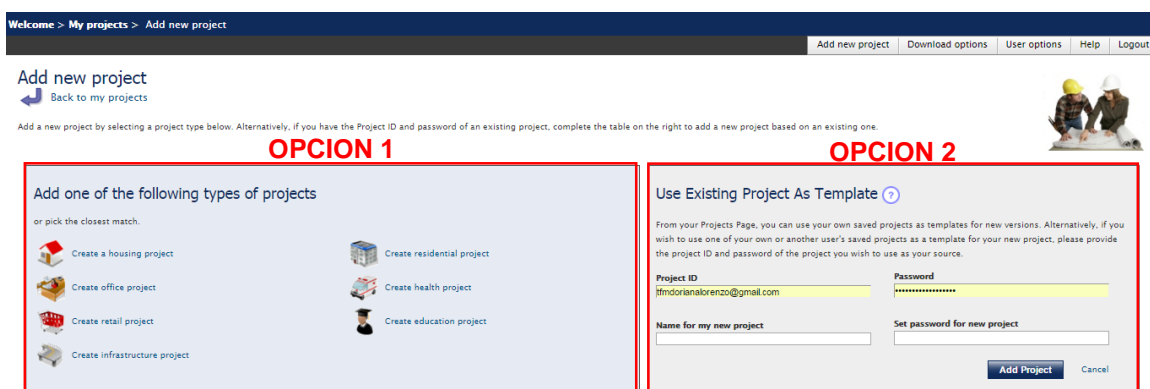 Welcome > My projects > Add new project
Add new project Download options User options Help Logout
Add new project
Back to my projects
Add a new project by selecting a project type below. Alternatively, if you have the Project ID and password of an existing project, complete the table on the right to add a new project based on an existing one.
OPCION 1
Add one of the following types of projects
or pick the closest match.
Create a housing project
Create residential project
Create office project
Create health project
Create retail project
Create education project
Create infrastructure project
OPCION 2
Use Existing Project As Template ?
From your Projects Page, you can use your own saved projects as templates for new versions. Alternatively, if you
wish to use one of your own or another user's saved projects as a template for your new project, please provide
the project ID and password of the project you wish to use as your source.
Project ID Password
tfmdorianalorenzo@gmail.com ••••••••••••••••••
Name for my new project Set password for new project
Add Project Cancel